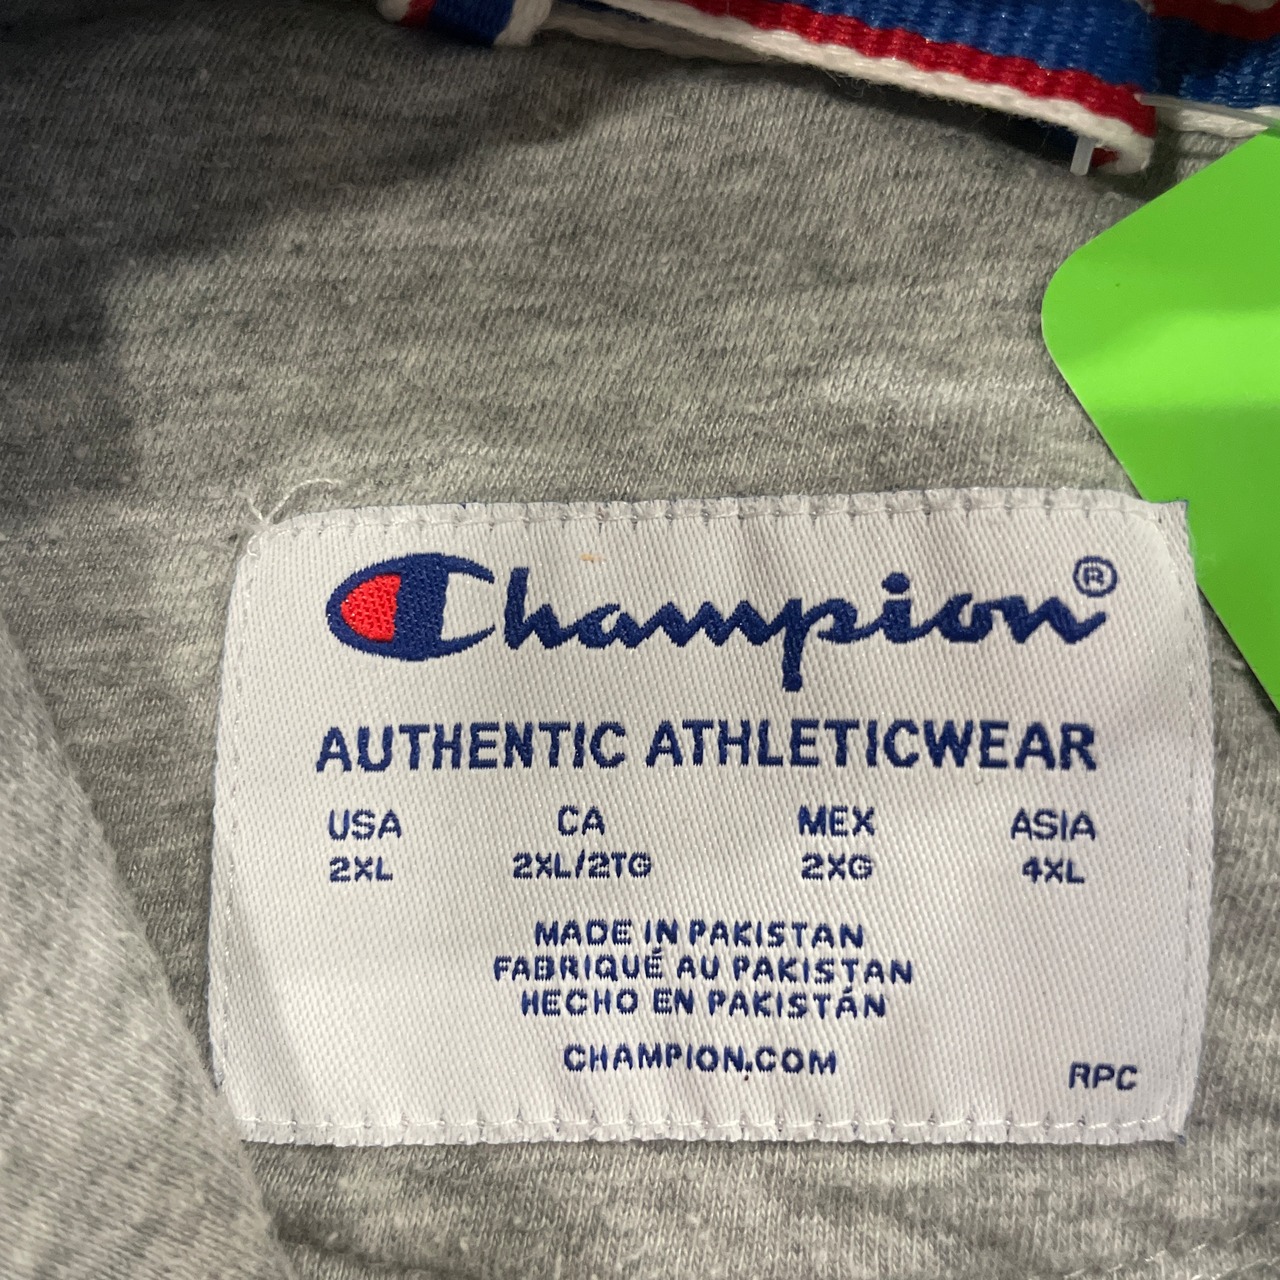 Champion®
AUTHENTIC ATHLETICWEAR
USA CA MEX ASIA
2XL 2XL/2TG 2XG 4XL
MADE IN PAKISTAN
FABRIQUÉ AU PAKISTAN
HECHO EN PAKISTÁN
CHAMPION.COM
RPC